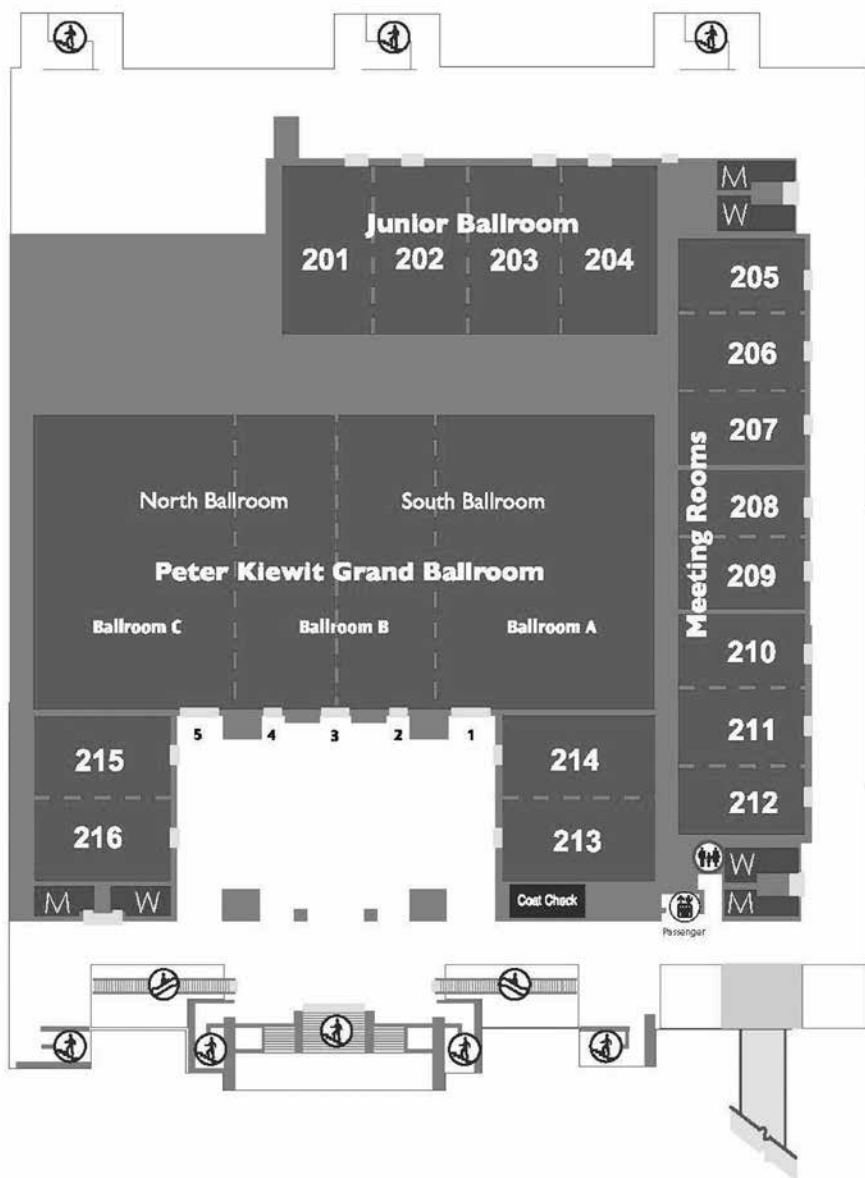 M
W
Junior Ballroom
201
202
203
204
205
206
207
208
209
210
211
212
Meeting Rooms
North Ballroom
South Ballroom
Peter Kiewit Grand Ballroom
Ballroom C
Ballroom B
Ballroom A
5
4
3
2
1
215
216
214
213
M
W
Coat Check
W
M
Passenger